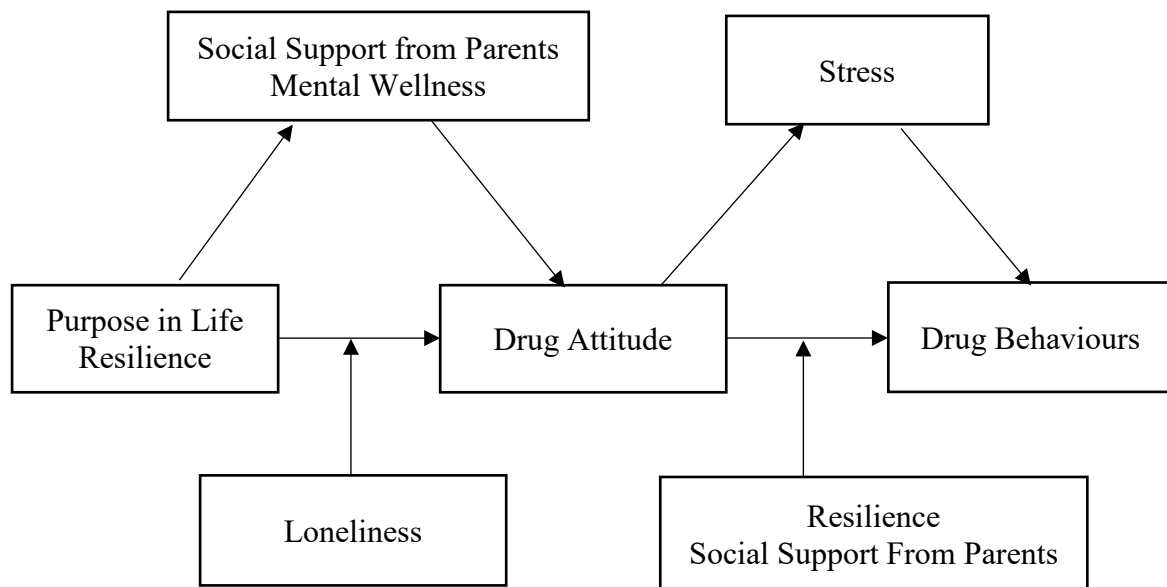 Social Support from Parents
Mental Wellness
Stress
Purpose in Life
Resilience
Drug Attitude
Drug Behaviours
Loneliness
Resilience
Social Support From Parents